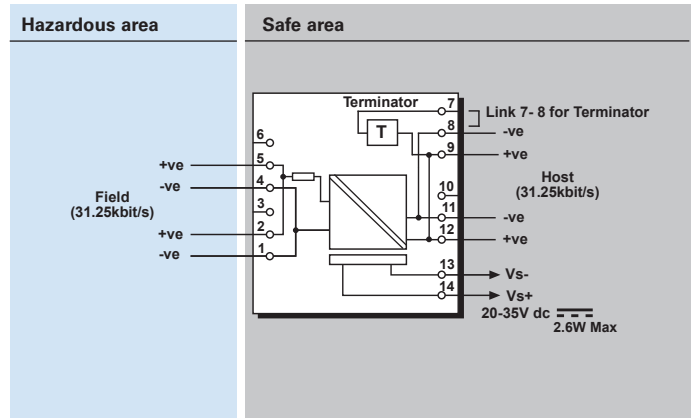 Hazardous area
Safe area
Terminator
7
Link 7- 8 for Terminator
T
8
-ve
9
+ve
6
+ve
5
-ve
4
Field
(31.25kbit/s)
3
+ve
2
-ve
1
10
Host
(31.25kbit/s)
11
-ve
12
+ve
13
Vs-
14
Vs+
20-35V dc
2.6W Max